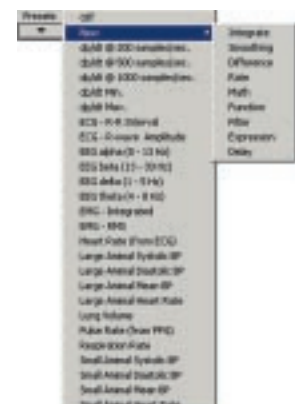 Presets:
Off
New
dp/dt @ 200 samples/sec.
dp/dt @ 500 samples/sec.
dp/dt @ 1000 samples/sec.
dp/dt Min.
dp/dt Max.
ECG - R-R Interval
ECG - R-wave Amplitude
EEG alpha (8 - 13 Hz)
EEG beta (13 - 30 Hz)
EEG delta (1 - 5 Hz)
EEG theta (4 - 8 Hz)
EMG - Integrated
EMG - RMS
Heart Rate (from ECG)
Large Animal Systolic BP
Large Animal Diastolic BP
Large Animal Mean BP
Large Animal Heart Rate
Lung Volume
Pulse Rate (from PPG)
Respiration Rate
Small Animal Systolic BP
Small Animal Diastolic BP
Small Animal Mean BP
Small Animal Heart Rate
Integrate
Smoothing
Difference
Rate
Math
Function
Filter
Expression
Delay